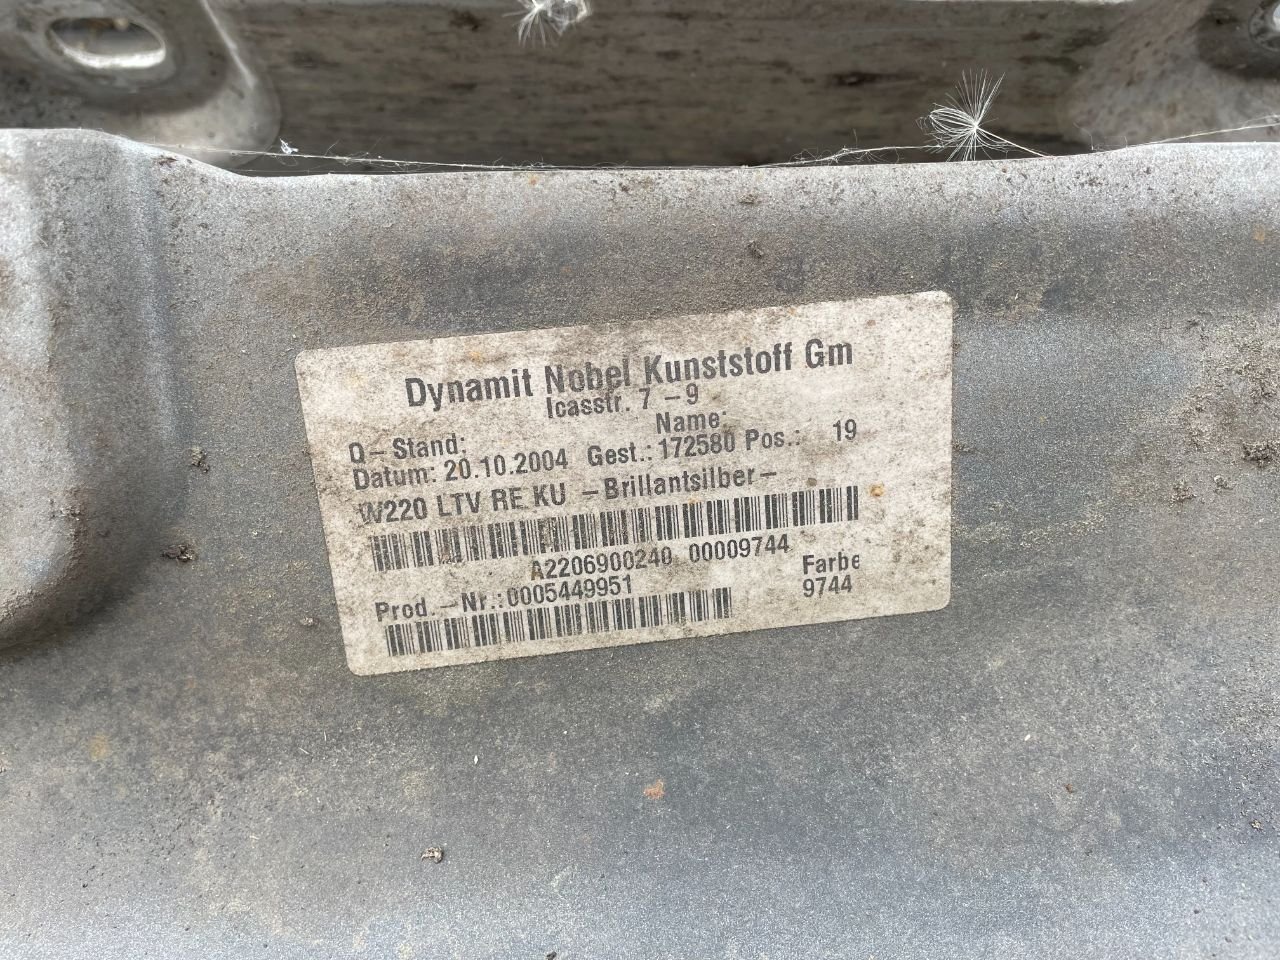 Dynamit Nobel Kunststoff Gm
Icasstr. 7 - 9
Q-Stand: Name:
Datum: 20.10.2004 Gest.: 172580 Pos.: 19
W220 LTV RE KU -Brillantsilber-
A2206900240 00009744
Prod.-Nr.:0005449951 Farbe
9744